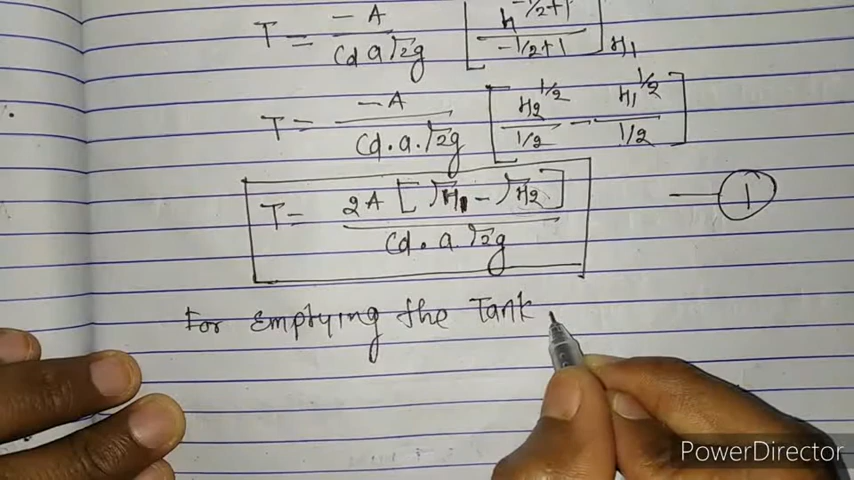 T = -A / Cd a √2g [ h^-1/2+1 / -1/2+1 ] H1
T = -A / Cd . a . √2g [ H2^1/2 / 1/2 - H1^1/2 / 1/2 ]
T = 2A [ √H1 - √H2 ] / Cd . a √2g — 1
For Emptying the Tank
PowerDirector